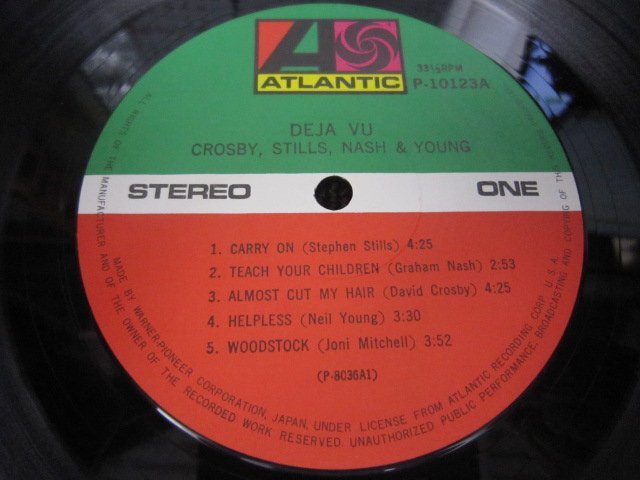 A
ATLANTIC
33⅓RPM
P-10123A
DEJA VU
CROSBY, STILLS, NASH & YOUNG
STEREO
ONE
1. CARRY ON (Stephen Stills) 4:25
2. TEACH YOUR CHILDREN (Graham Nash) 2:53
3. ALMOST CUT MY HAIR (David Crosby) 4:25
4. HELPLESS (Neil Young) 3:30
5. WOODSTOCK (Joni Mitchell) 3:52
(P-8036A1)
MADE BY WARNER-PIONEER CORPORATION, JAPAN, UNDER LICENSE FROM ATLANTIC RECORDING CORP. U.S.A.
ALL RIGHTS OF THE MANUFACTURER AND OF THE OWNER OF THE RECORDED WORK RESERVED. UNAUTHORIZED PUBLIC PERFORMANCE, BROADCASTING AND COPYING OF THIS